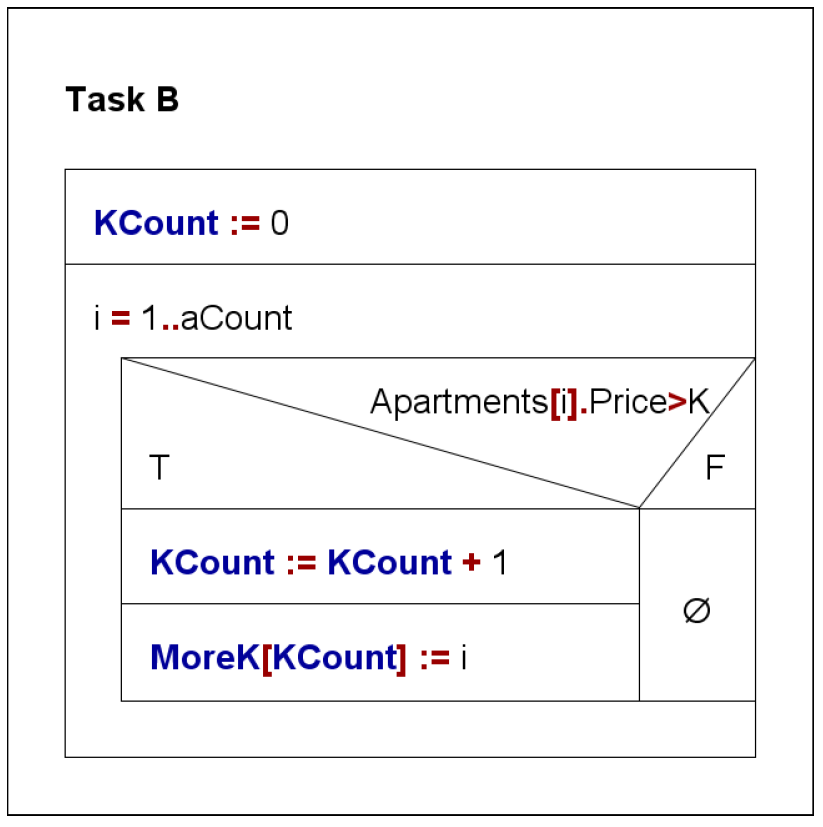 Task B
KCount := 0
i = 1..aCount
Apartments[i].Price>K
T
F
KCount := KCount + 1
∅
MoreK[KCount] := i